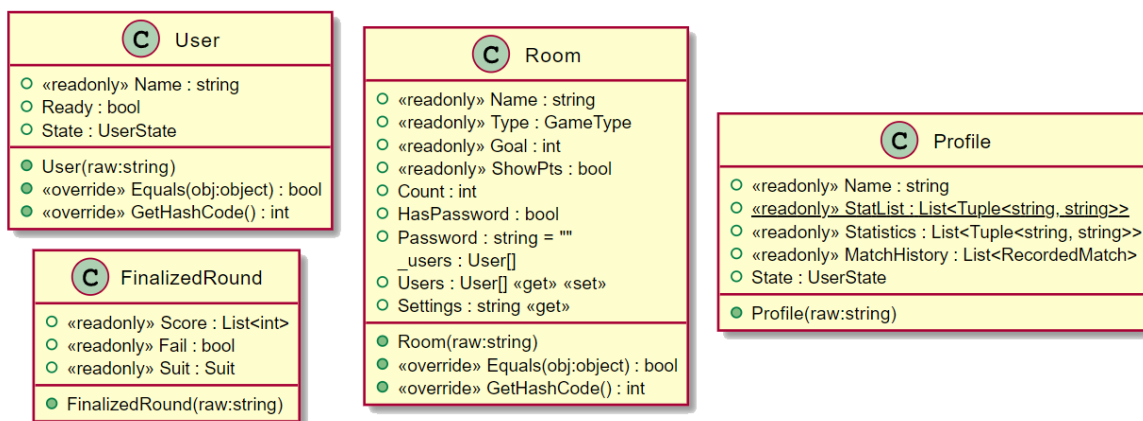 C User
«readonly» Name : string
Ready : bool
State : UserState
User(raw:string)
«override» Equals(obj:object) : bool
«override» GetHashCode() : int
C FinalizedRound
«readonly» Score : List<int>
«readonly» Fail : bool
«readonly» Suit : Suit
FinalizedRound(raw:string)
C Room
«readonly» Name : string
«readonly» Type : GameType
«readonly» Goal : int
«readonly» ShowPts : bool
Count : int
HasPassword : bool
Password : string = ""
_users : User[]
Users : User[] «get» «set»
Settings : string «get»
Room(raw:string)
«override» Equals(obj:object) : bool
«override» GetHashCode() : int
C Profile
«readonly» Name : string
«readonly» StatList : List<Tuple<string, string>>
«readonly» Statistics : List<Tuple<string, string>>
«readonly» MatchHistory : List<RecordedMatch>
State : UserState
Profile(raw:string)